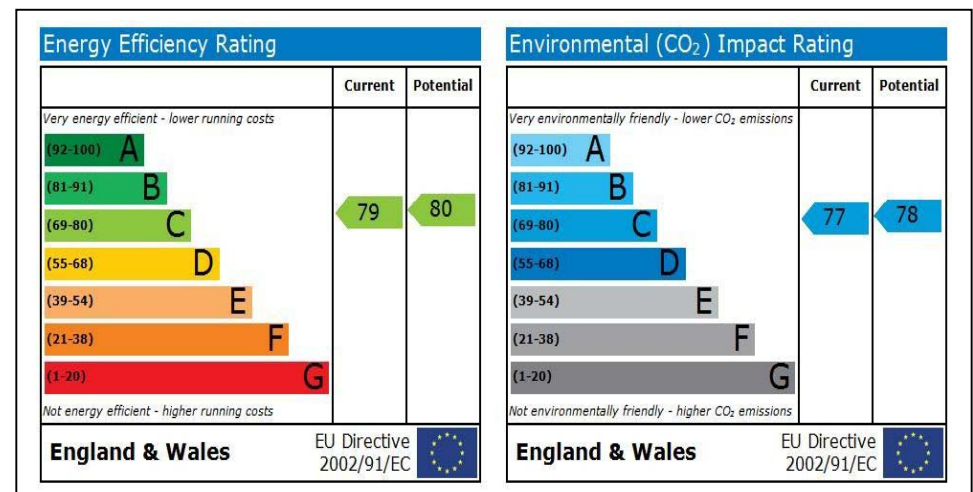 Energy Efficiency Rating
Current Potential
Very energy efficient - lower running costs
(92-100) A
(81-91) B
(69-80) C
79 80
(55-68) D
(39-54) E
(21-38) F
(1-20) G
Not energy efficient - higher running costs
England & Wales
EU Directive
2002/91/EC
Environmental (CO₂) Impact Rating
Current Potential
Very environmentally friendly - lower CO₂ emissions
(92-100) A
(81-91) B
(69-80) C
77 78
(55-68) D
(39-54) E
(21-38) F
(1-20) G
Not environmentally friendly - higher CO₂ emissions
England & Wales
EU Directive
2002/91/EC